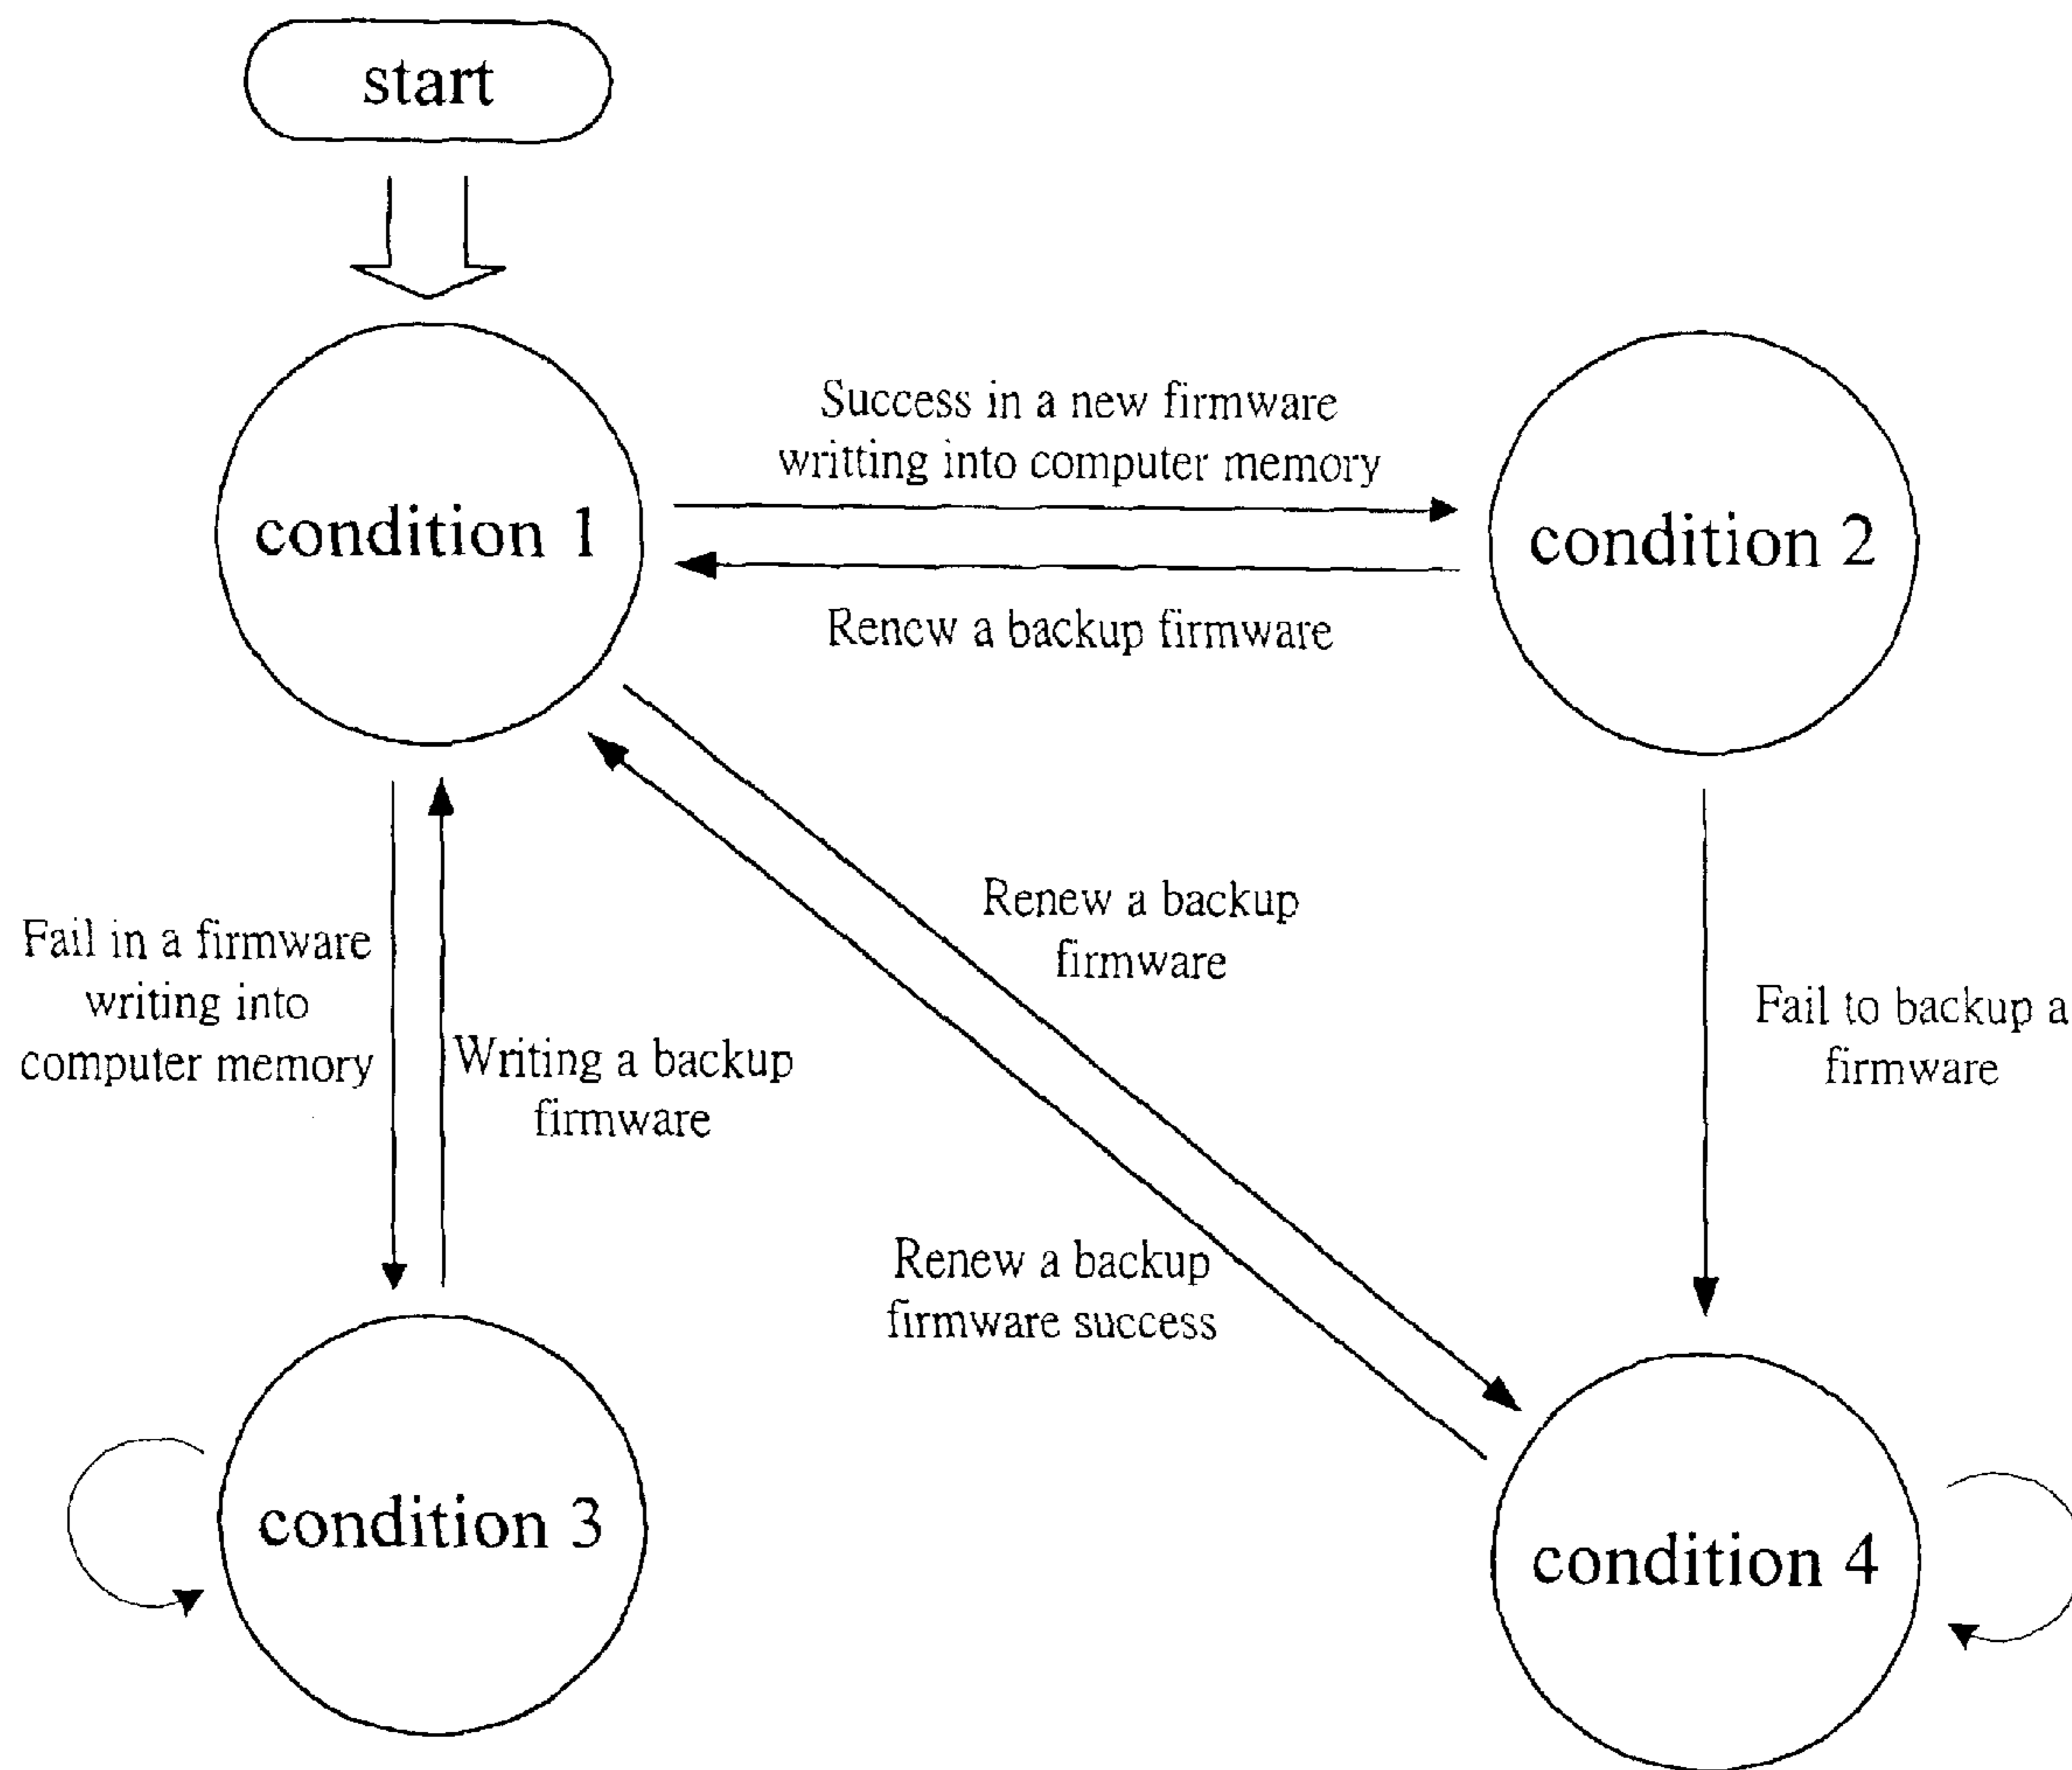 start
Success in a new firmware
writting into computer memory
condition 1
condition 2
Renew a backup firmware
Renew a backup
firmware
Fail in a firmware
writing into
computer memory
Writing a backup
firmware
Fail to backup a
firmware
Renew a backup
firmware success
condition 3
condition 4